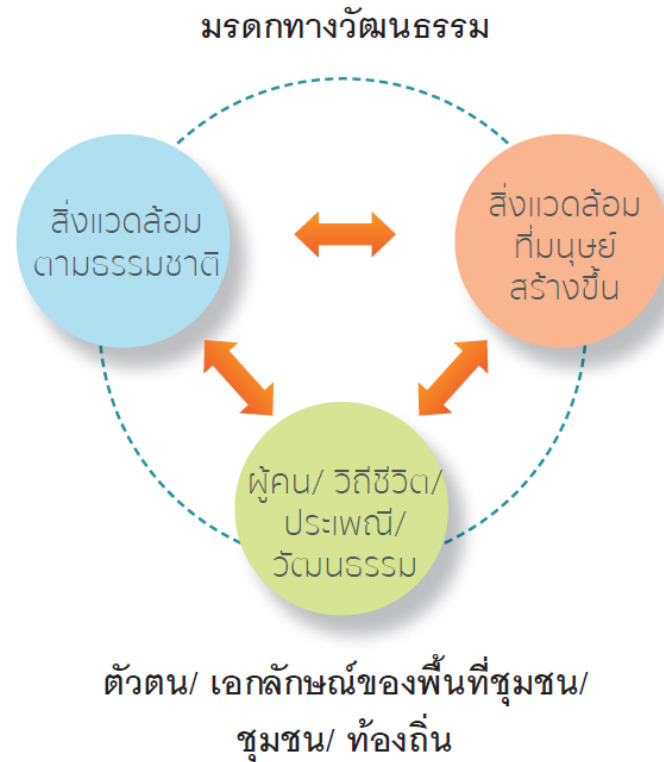 มรดกทางวัฒนธรรม
สิ่งแวดล้อม
ตามธรรมชาติ
สิ่งแวดล้อม
ที่มนุษย์
สร้างขึ้น
ผู้คน/ วิถีชีวิต/
ประเพณี/
วัฒนธรรม
ตัวตน/ เอกลักษณ์ของพื้นที่ชุมชน/
ชุมชน/ ท้องถิ่น